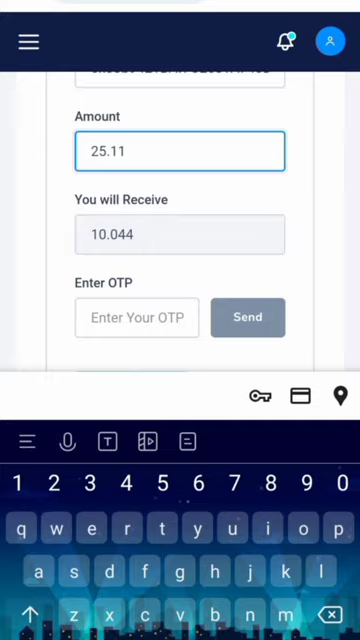 Amount
25.11
You will Receive
10.044
Enter OTP
Enter Your OTP
Send
T
1 2 3 4 5 6 7 8 9 0
q w e r t y u i o p
a s d f g h j k l
z x c v b n m